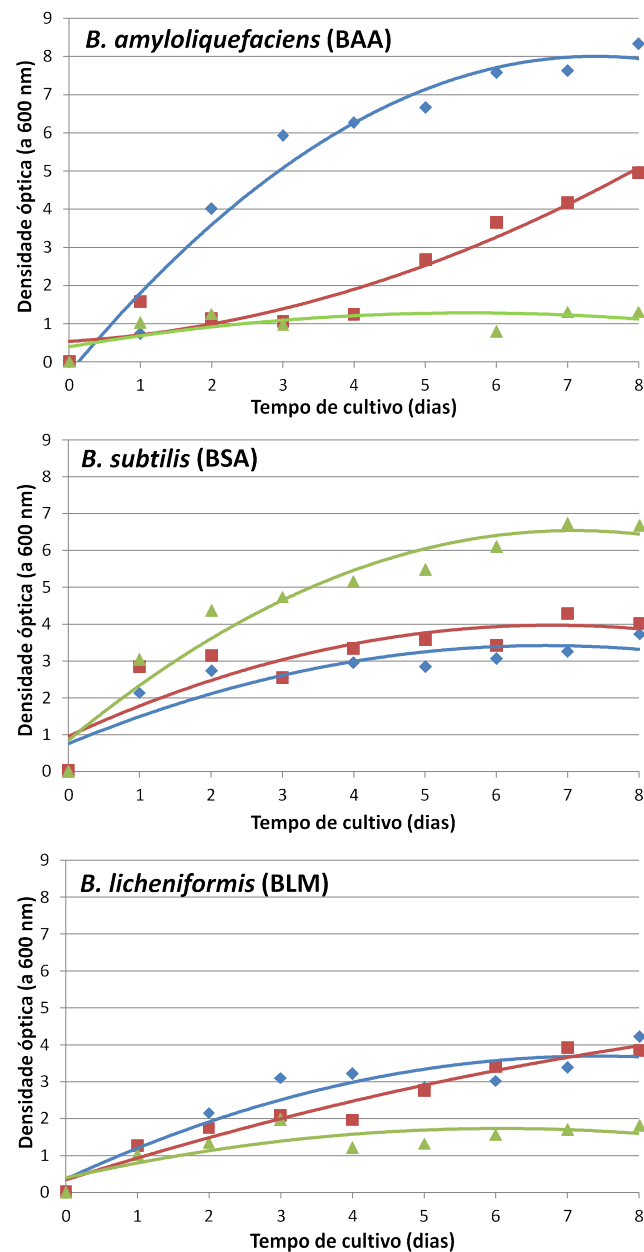 B. amyloliquefaciens (BAA)
Densidade óptica (a 600 nm)
9
8
7
6
5
4
3
2
1
0
0 1 2 3 4 5 6 7 8
Tempo de cultivo (dias)
B. subtilis (BSA)
Densidade óptica (a 600 nm)
9
8
7
6
5
4
3
2
1
0
0 1 2 3 4 5 6 7 8
Tempo de cultivo (dias)
B. licheniformis (BLM)
Densidade óptica (a 600 nm)
9
8
7
6
5
4
3
2
1
0
0 1 2 3 4 5 6 7 8
Tempo de cultivo (dias)